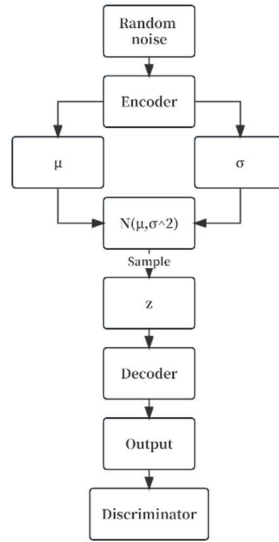 Random
noise
Encoder
μ
σ
N(μ,σ^2)
Sample
z
Decoder
Output
Discriminator